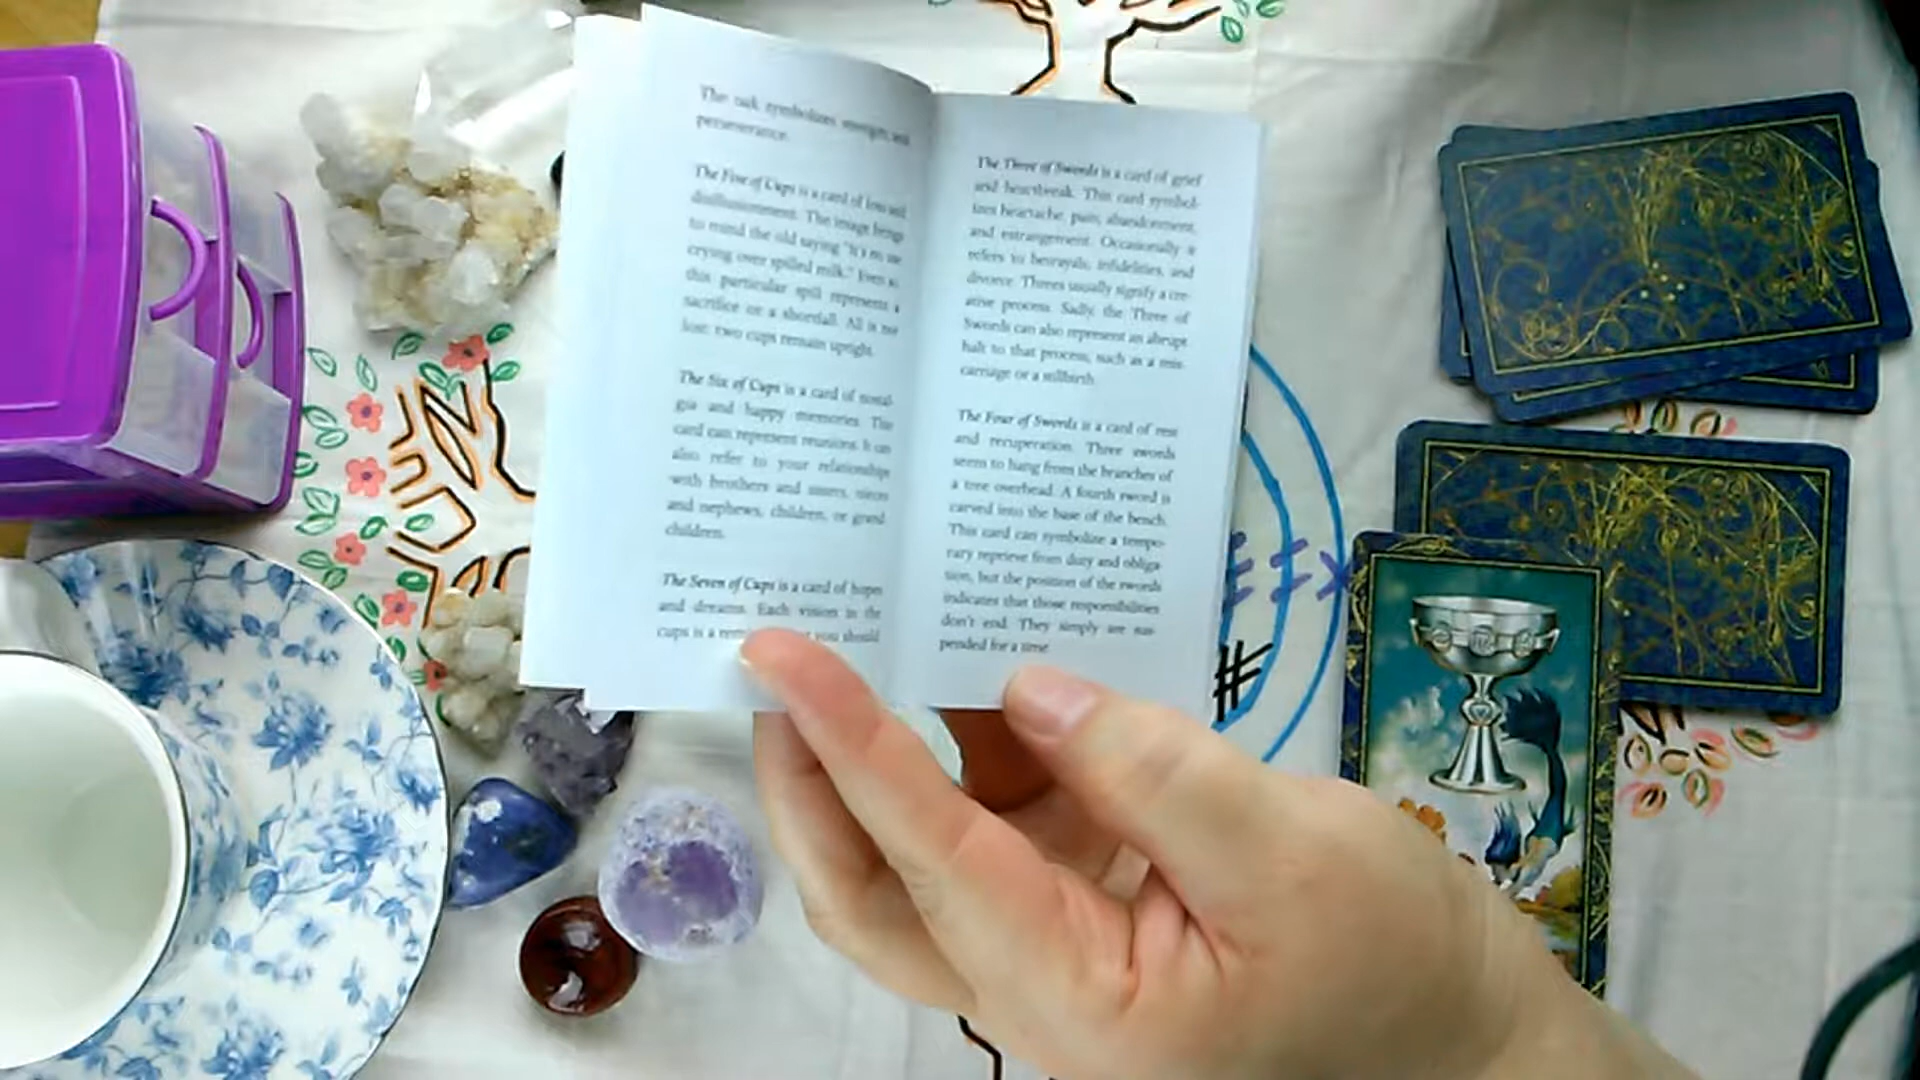 The oak symbolizes strength and
perseverance.
The Five of Cups is a card of loss and
disillusionment. The image brings
to mind the old saying "It's no use
crying over spilled milk." Even so,
this particular spill represents a
sacrifice or a shortfall. All is not
lost: two cups remain upright.
The Six of Cups is a card of nostal-
gia and happy memories. The
card can represent reunions. It can
also refer to your relationships
with brothers and sisters, nieces
and nephews, children, or grand
children.
The Seven of Cups is a card of hopes
and dreams. Each vision in the
cups is a you should
The Three of Swords is a card of grief
and heartbreak. This card symbol-
izes heartache, pain, abandonment,
and estrangement. Occasionally it
refers to betrayals, infidelities, and
divorce. Threes usually signify a cre-
ative process. Sadly, the Three of
Swords can also represent an abrupt
halt to that process, such as a mis-
carriage or a stillbirth.
The Four of Swords is a card of rest
and recuperation. Three swords
seem to hang from the branches of
a tree overhead. A fourth sword is
carved into the base of the bench.
This card can symbolize a tempo-
rary reprieve from duty and obliga-
tion, but the position of the swords
indicates that those responsibilities
don't end. They simply are sus-
pended for a time.